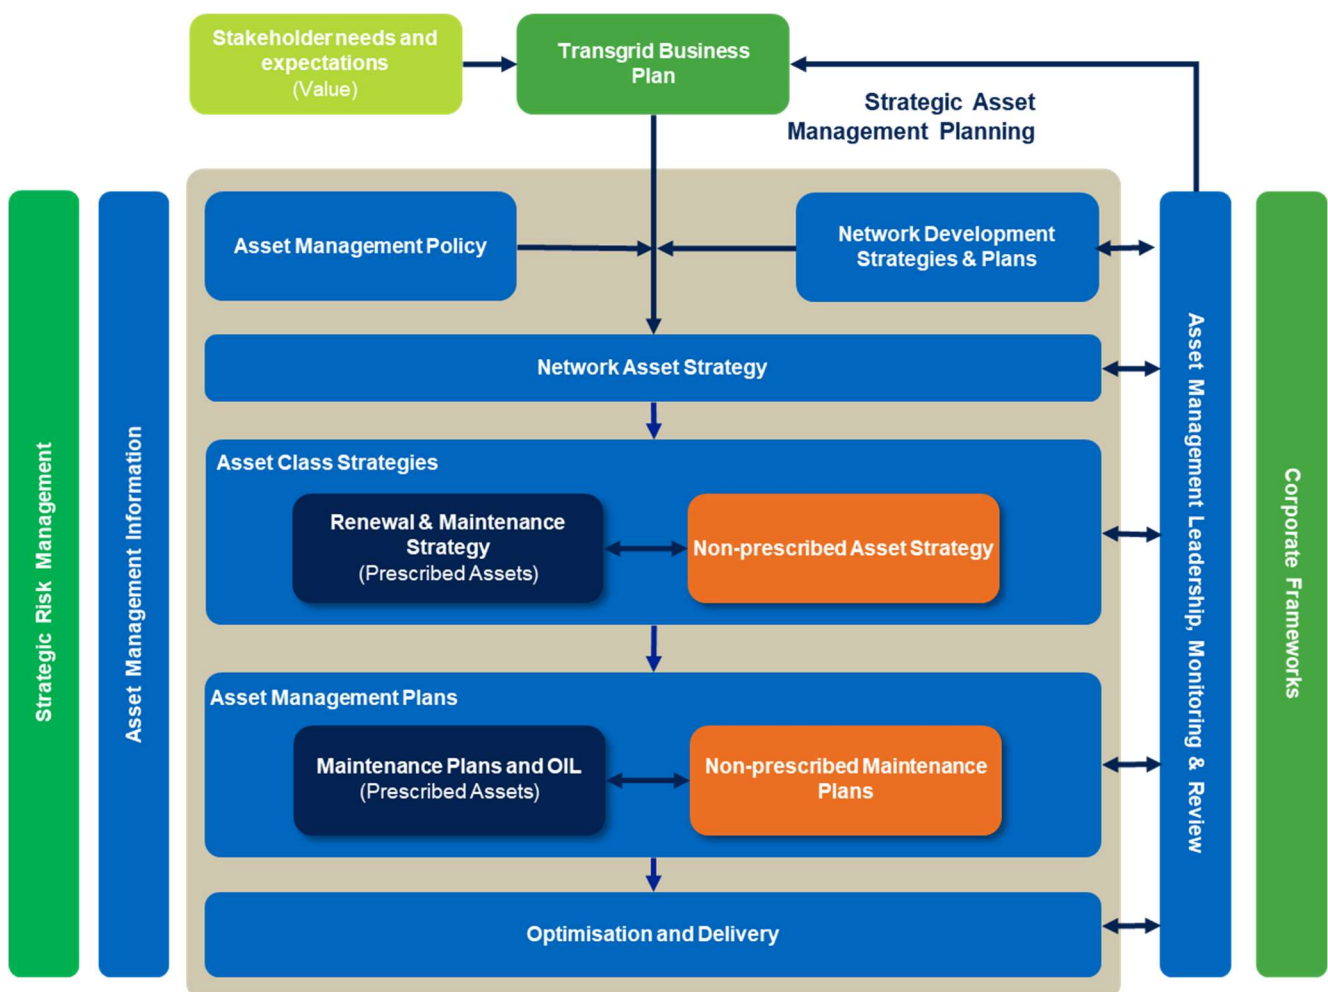 Stakeholder needs and
expectations
(Value)
Transgrid Business
Plan
Strategic Asset
Management Planning
Strategic Risk Management
Asset Management Information
Asset Management Policy
Network Development
Strategies & Plans
Network Asset Strategy
Asset Class Strategies
Renewal & Maintenance
Strategy
(Prescribed Assets)
Non-prescribed Asset Strategy
Asset Management Plans
Maintenance Plans and OIL
(Prescribed Assets)
Non-prescribed Maintenance
Plans
Optimisation and Delivery
Asset Management Leadership, Monitoring & Review
Corporate Frameworks